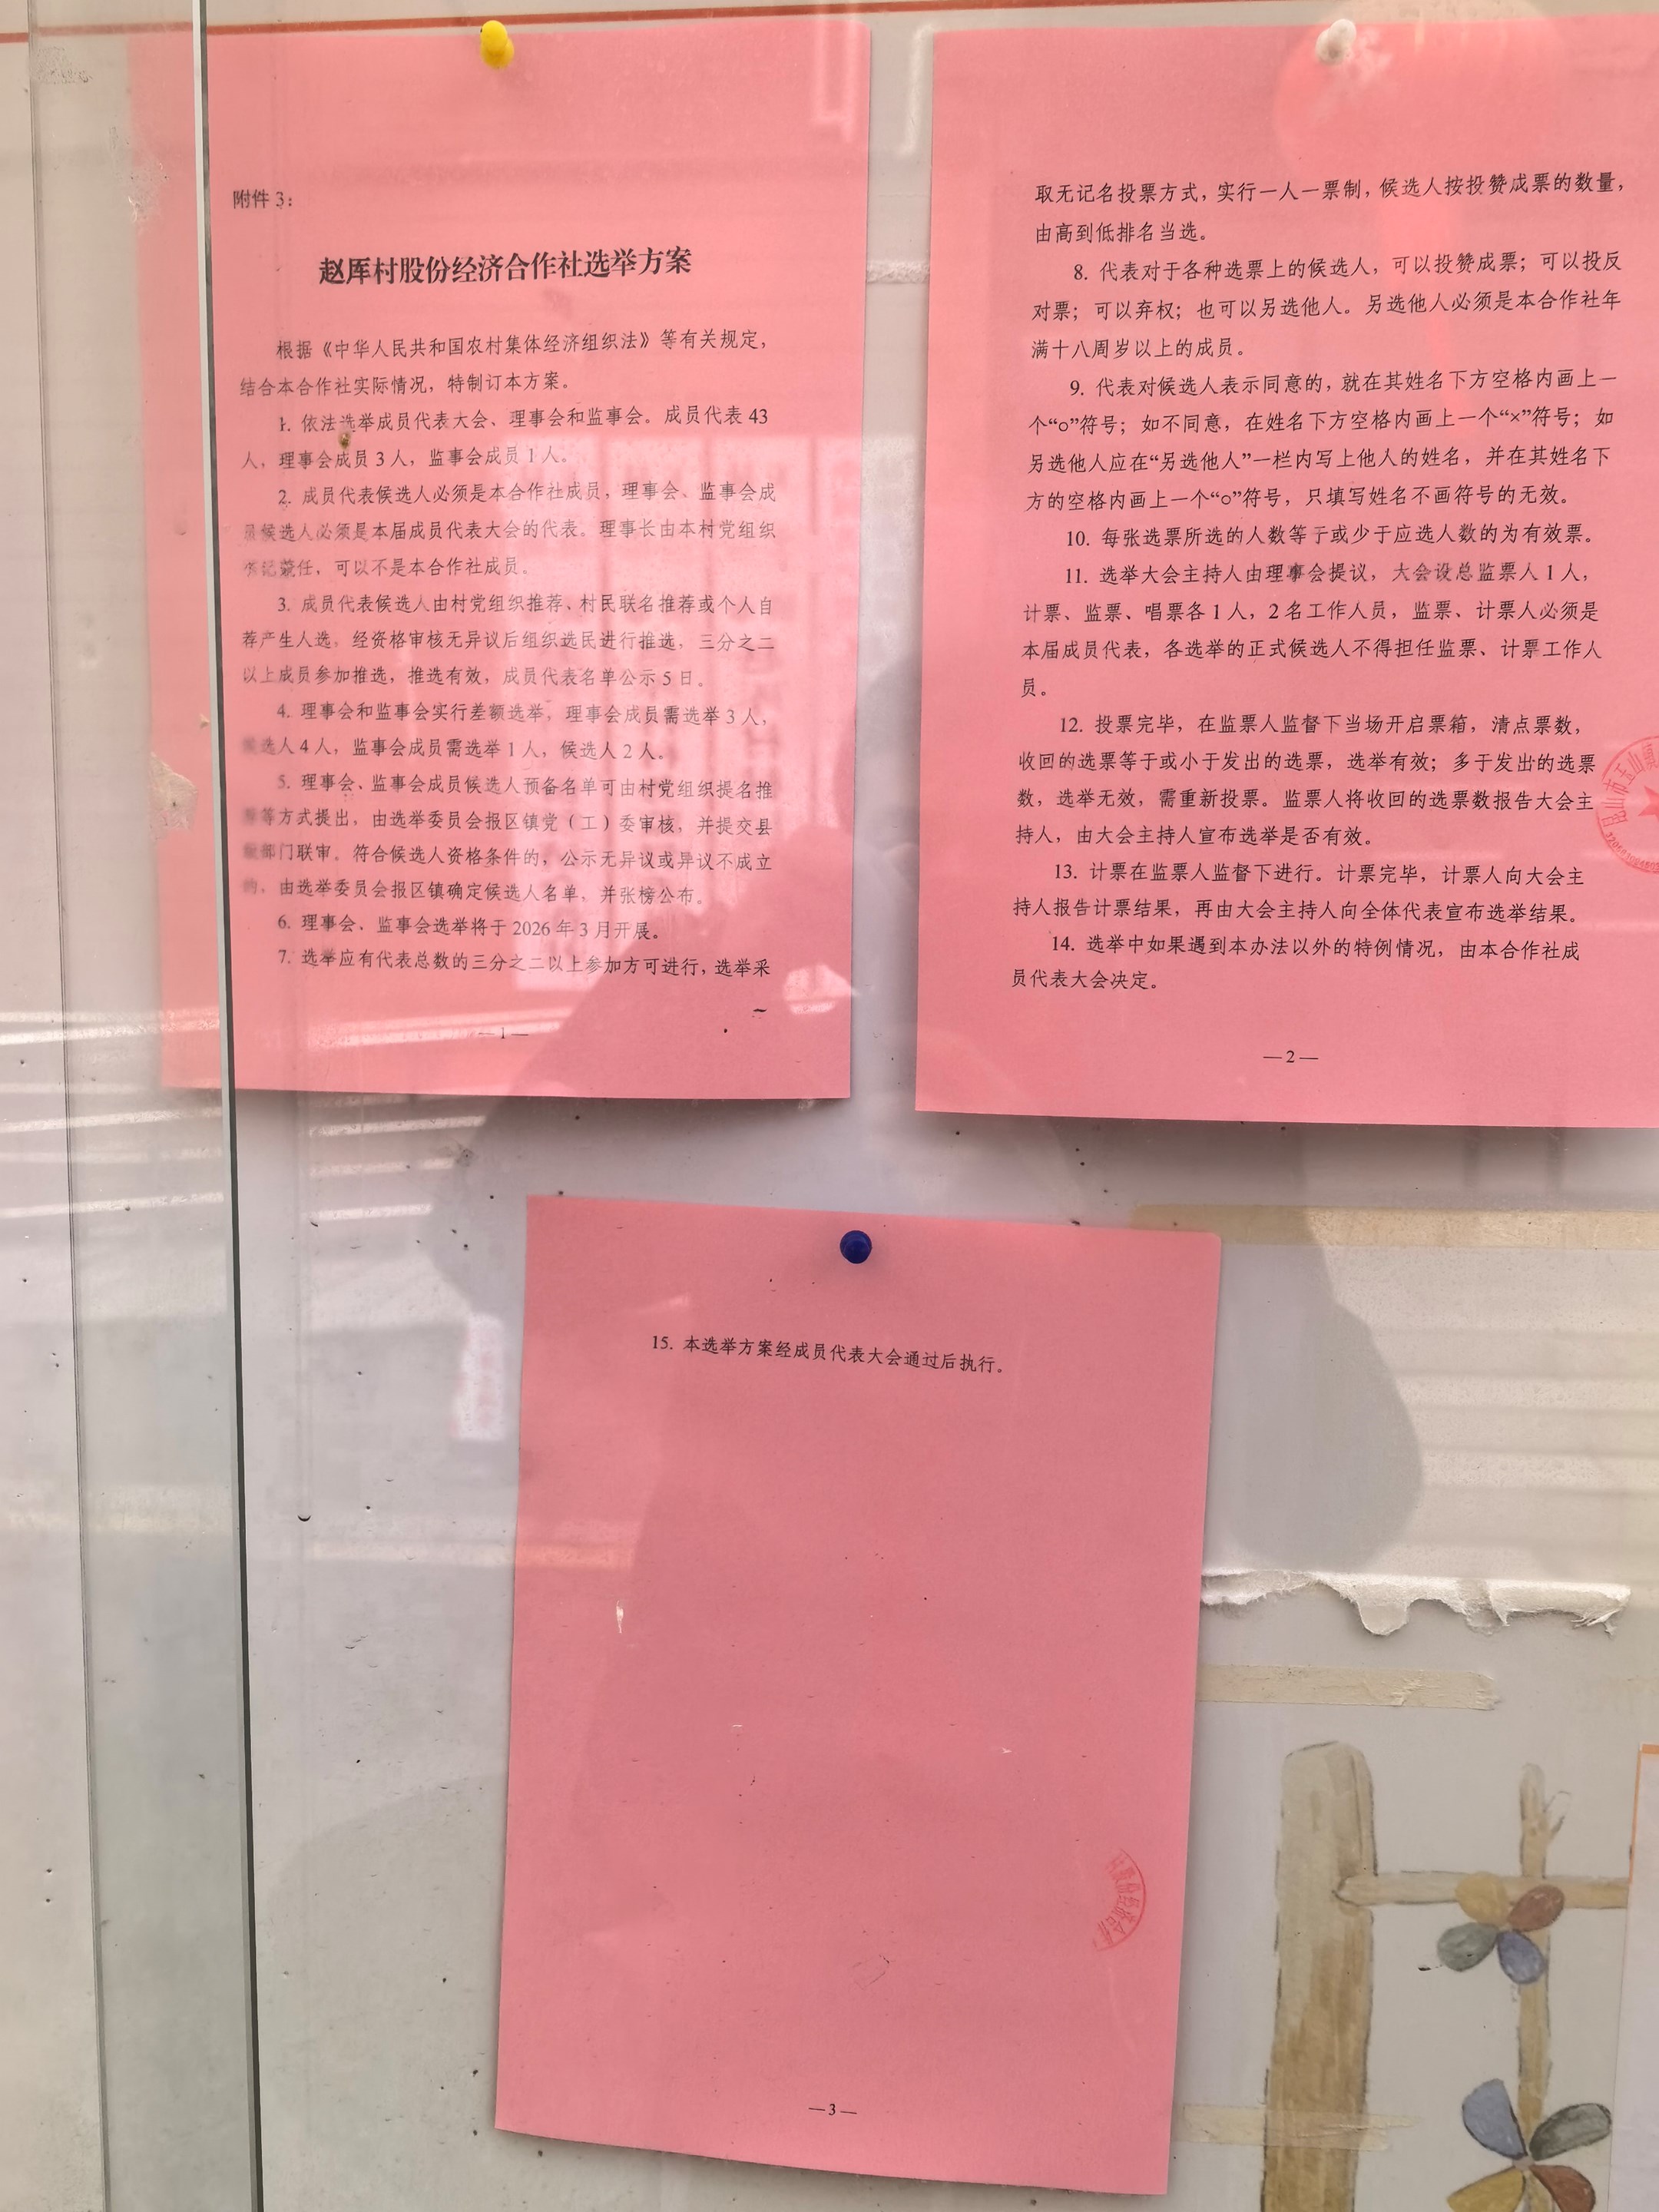 附件 3：
赵厍村股份经济合作社选举方案
根据《中华人民共和国农村集体经济组织法》等有关规定，
结合本合作社实际情况，特制订本方案。
1. 依法选举成员代表大会、理事会和监事会。成员代表 43
人，理事会成员 3 人，监事会成员 1 人。
2. 成员代表候选人必须是本合作社成员，理事会、监事会成
员候选人必须是本届成员代表大会的代表。理事长由本村党组织
书记兼任，可以不是本合作社成员。
3. 成员代表候选人由村党组织推荐、村民联名推荐或个人自
荐产生人选，经资格审核无异议后组织选民进行推选，三分之二
以上成员参加推选，推选有效，成员代表名单公示 5 日。
4. 理事会和监事会实行差额选举，理事会成员需选举 3 人，
候选人 4 人，监事会成员需选举 1 人，候选人 2 人。
5. 理事会、监事会成员候选人预备名单可由村党组织提名推
荐等方式提出，由选举委员会报区镇党（工）委审核，并提交县
级部门联审。符合候选人资格条件的，公示无异议或异议不成立
的，由选举委员会报区镇确定候选人名单，并张榜公布。
6. 理事会、监事会选举将于 2026 年 3 月开展。
7. 选举应有代表总数的三分之二以上参加方可进行，选举采
—1—
取无记名投票方式，实行一人一票制，候选人按投赞成票的数量，
由高到低排名当选。
8. 代表对于各种选票上的候选人，可以投赞成票；可以投反
对票；可以弃权；也可以另选他人。另选他人必须是本合作社年
满十八周岁以上的成员。
9. 代表对候选人表示同意的，就在其姓名下方空格内画上一
个“○”符号；如不同意，在姓名下方空格内画上一个“×”符号；如
另选他人应在“另选他人”一栏内写上他人的姓名，并在其姓名下
方的空格内画上一个“○”符号，只填写姓名不画符号的无效。
10. 每张选票所选的人数等于或少于应选人数的为有效票。
11. 选举大会主持人由理事会提议，大会设总监票人 1 人，
计票、监票、唱票各 1 人，2 名工作人员，监票、计票人必须是
本届成员代表，各选举的正式候选人不得担任监票、计票工作人
员。
12. 投票完毕，在监票人监督下当场开启票箱，清点票数，
收回的选票等于或小于发出的选票，选举有效；多于发出的选票
数，选举无效，需重新投票。监票人将收回的选票数报告大会主
持人，由大会主持人宣布选举是否有效。
13. 计票在监票人监督下进行。计票完毕，计票人向大会主
持人报告计票结果，再由大会主持人向全体代表宣布选举结果。
14. 选举中如果遇到本办法以外的特例情况，由本合作社成
员代表大会决定。
—2—
昆山市玉山镇
15. 本选举方案经成员代表大会通过后执行。
村股份经济合作
—3—